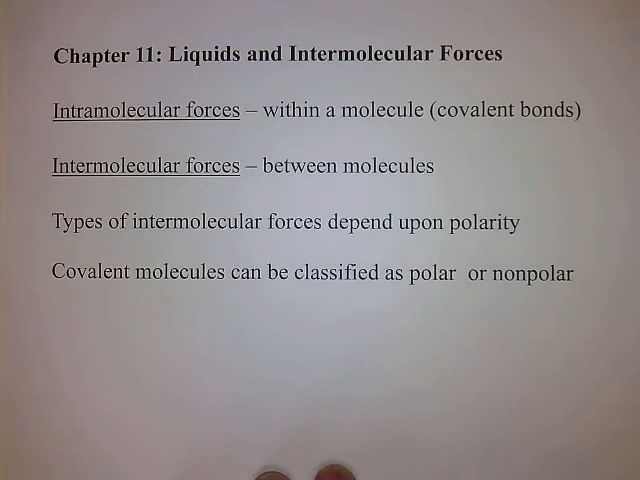 Chapter 11: Liquids and Intermolecular Forces
Intramolecular forces – within a molecule (covalent bonds)
Intermolecular forces – between molecules
Types of intermolecular forces depend upon polarity
Covalent molecules can be classified as polar  or nonpolar